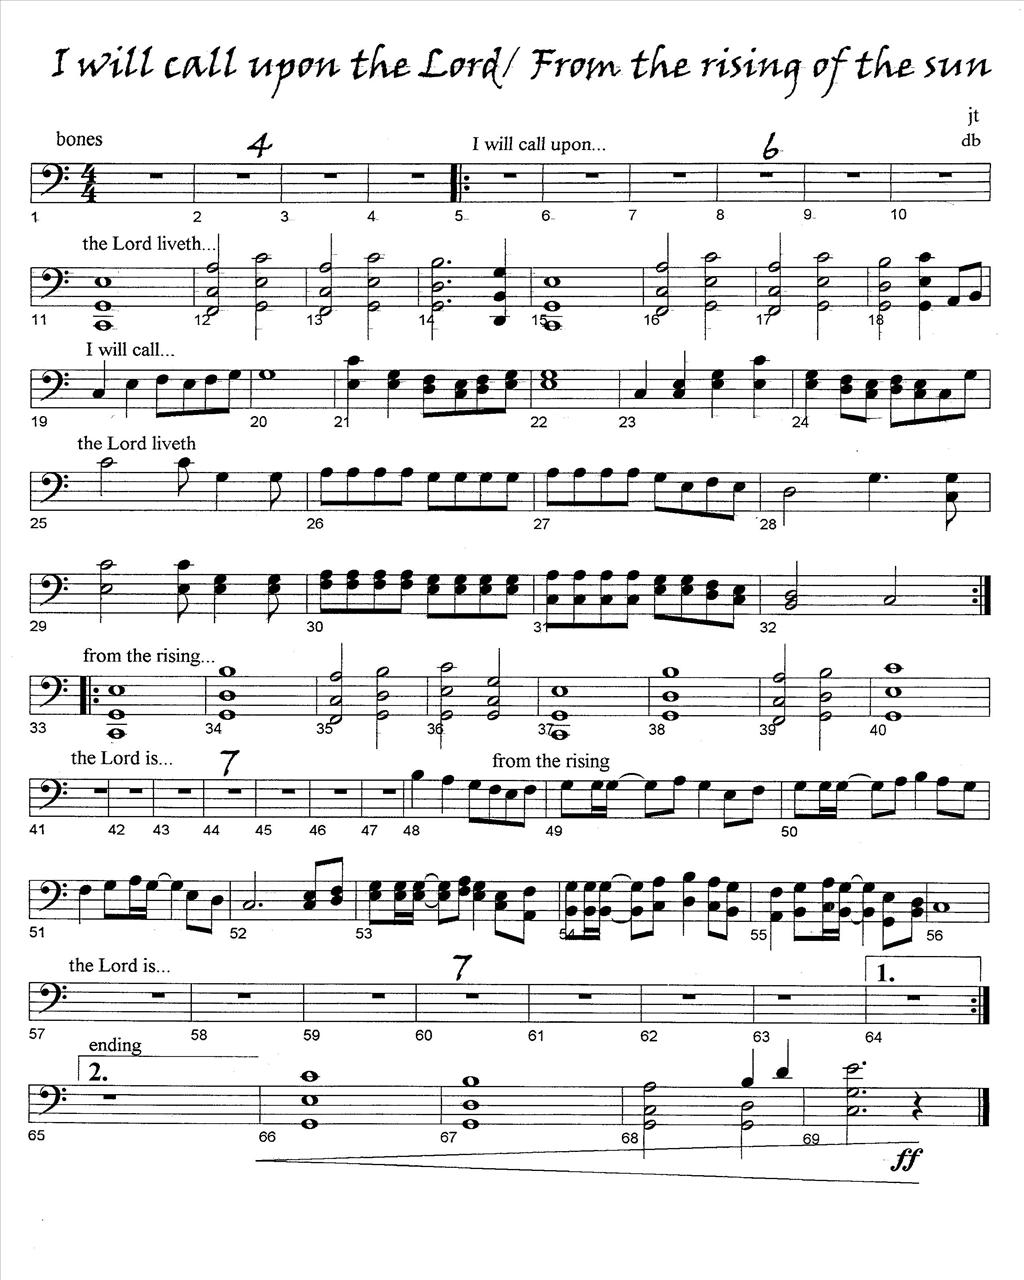 I will call upon the Lord/ From the rising of the sun
jt
bones 4 I will call upon... 6 db
4
4
1 2 3 4 5 6 7 8 9 10
the Lord liveth...
11 12 13 14 15 16 17 18
I will call...
19 20 21 22 23 24
the Lord liveth
25 26 27 28
29 30 31 32
from the rising...
33 34 35 36 37 38 39 40
the Lord is... 7 from the rising
41 42 43 44 45 46 47 48 49 50
51 52 53 54 55 56
the Lord is... 7 1.
57 58 59 60 61 62 63 64
ending
2.
65 66 67 68 69
ff